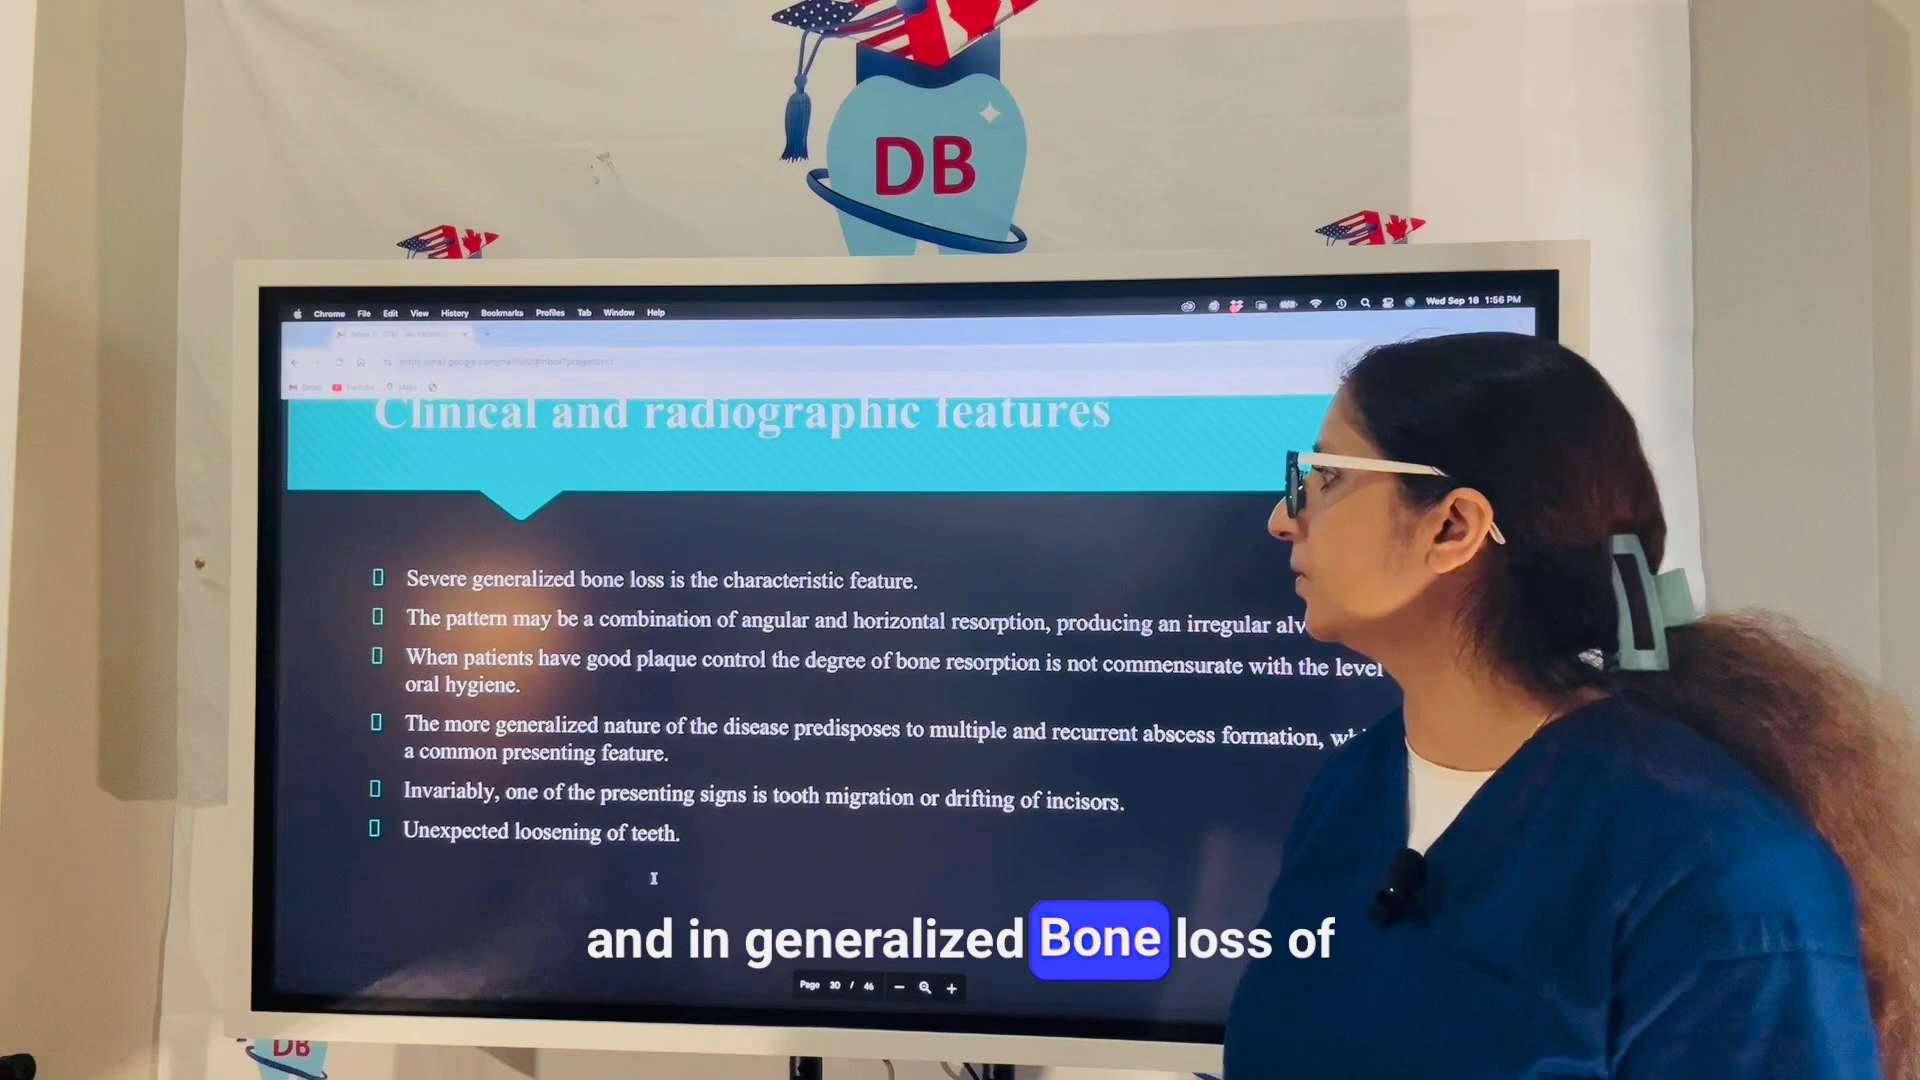 DB
Chrome File Edit View History Bookmarks Profiles Tab Window Help
Wed Sep 18 1:56 PM
Gmail YouTube Maps
Clinical and radiographic features
Severe generalized bone loss is the characteristic feature.
The pattern may be a combination of angular and horizontal resorption, producing an irregular
When patients have good plaque control the degree of bone resorption is not commensurate with the level
oral hygiene.
The more generalized nature of the disease predisposes to multiple and recurrent abscess formation,
a common presenting feature.
Invariably, one of the presenting signs is tooth migration or drifting of incisors.
Unexpected loosening of teeth.
and in generalized Bone loss of
Page 30 / 46
DB